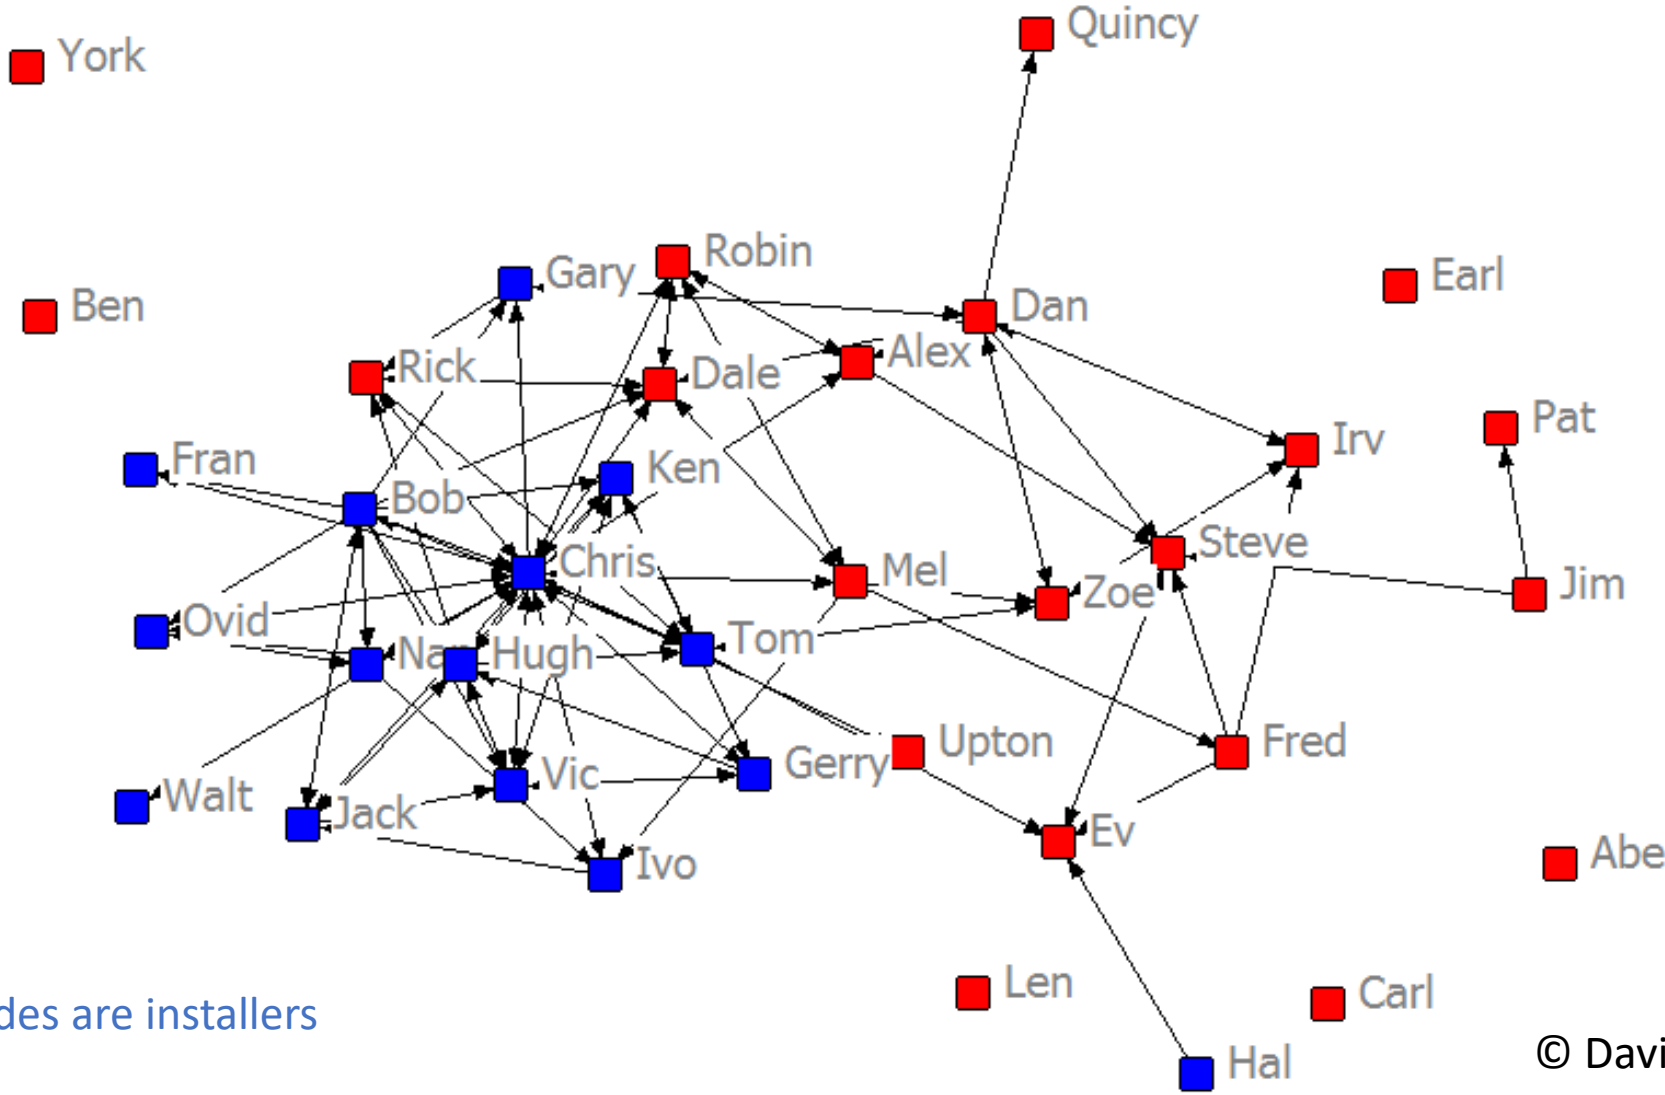 Quincy
York
Robin
Gary
Earl
Ben
Dan
Alex
Rick
Dale
Pat
Irv
Fran
Ken
Bob
Steve
Chris
Mel
Jim
Zoe
Ovid
Tom
Hugh
Upton
Fred
Gerry
Vic
Walt
Jack
Ev
Ivo
Abe
Len
Carl
des are installers
© Davi
Hal